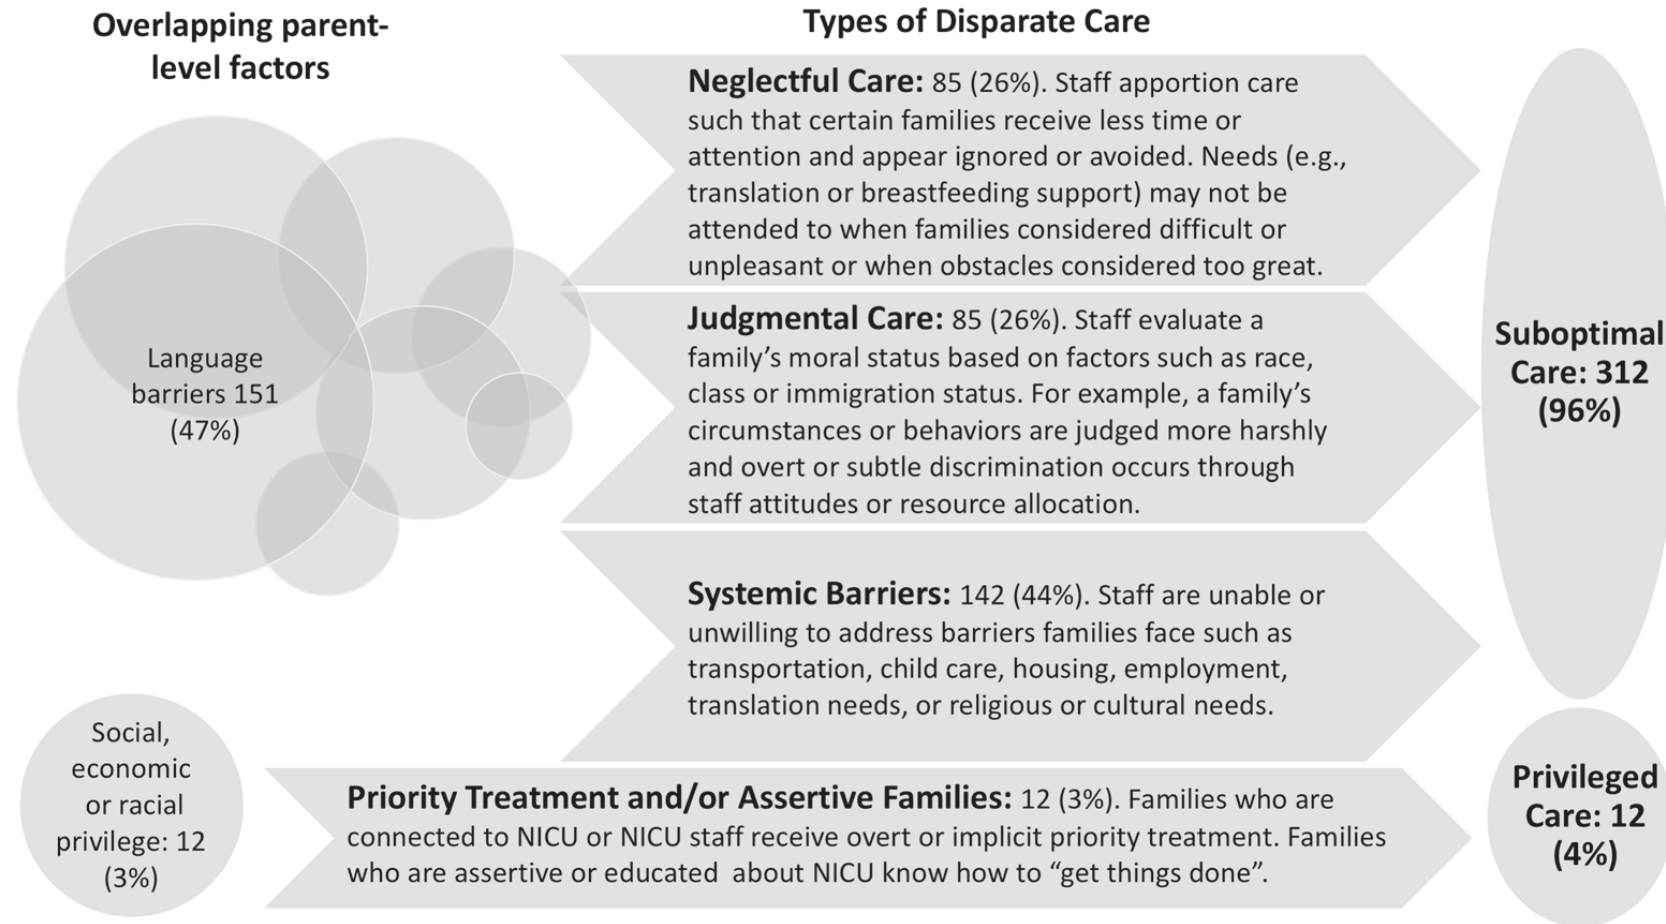 Overlapping parent-
level factors
Language
barriers 151
(47%)
Social,
economic
or racial
privilege: 12
(3%)
Types of Disparate Care
Neglectful Care: 85 (26%). Staff apportion care
such that certain families receive less time or
attention and appear ignored or avoided. Needs (e.g.,
translation or breastfeeding support) may not be
attended to when families considered difficult or
unpleasant or when obstacles considered too great.
Judgmental Care: 85 (26%). Staff evaluate a
family’s moral status based on factors such as race,
class or immigration status. For example, a family’s
circumstances or behaviors are judged more harshly
and overt or subtle discrimination occurs through
staff attitudes or resource allocation.
Systemic Barriers: 142 (44%). Staff are unable or
unwilling to address barriers families face such as
transportation, child care, housing, employment,
translation needs, or religious or cultural needs.
Priority Treatment and/or Assertive Families: 12 (3%). Families who are
connected to NICU or NICU staff receive overt or implicit priority treatment. Families
who are assertive or educated  about NICU know how to “get things done”.
Suboptimal
Care: 312
(96%)
Privileged
Care: 12
(4%)